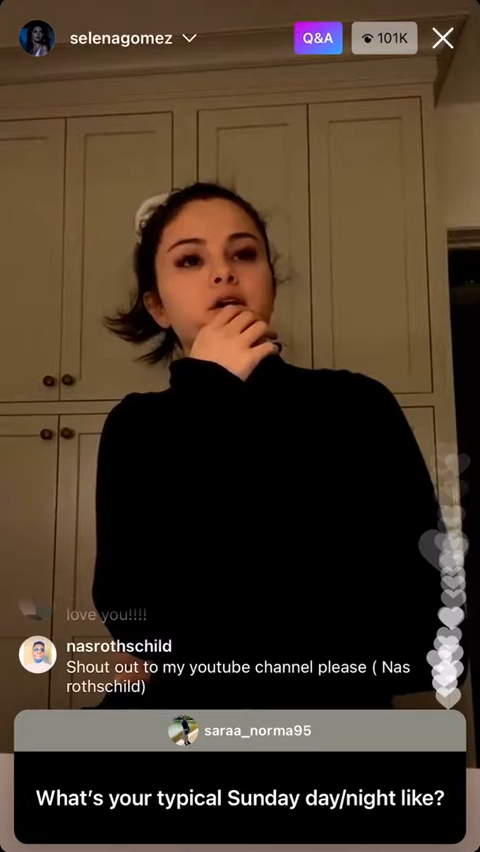 selenagomez
Q&A
101K
love you!!!!
nasrothschild
Shout out to my youtube channel please ( Nas
rothschild)
saraa_norma95
What's your typical Sunday day/night like?